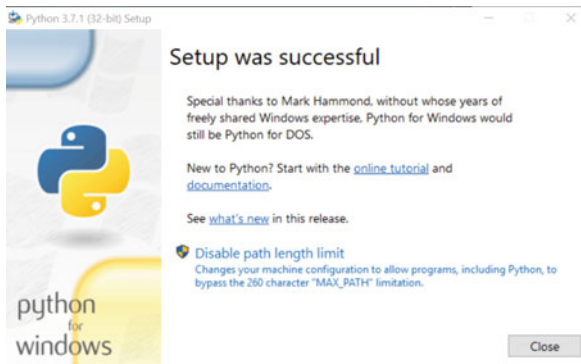 Python 3.7.1 (32-bit) Setup
Setup was successful
Special thanks to Mark Hammond, without whose years of
freely shared Windows expertise, Python for Windows would
still be Python for DOS.
New to Python? Start with the online tutorial and
documentation.
See what's new in this release.
Disable path length limit
Changes your machine configuration to allow programs, including Python, to
bypass the 260 character "MAX_PATH" limitation.
python
for
windows
Close